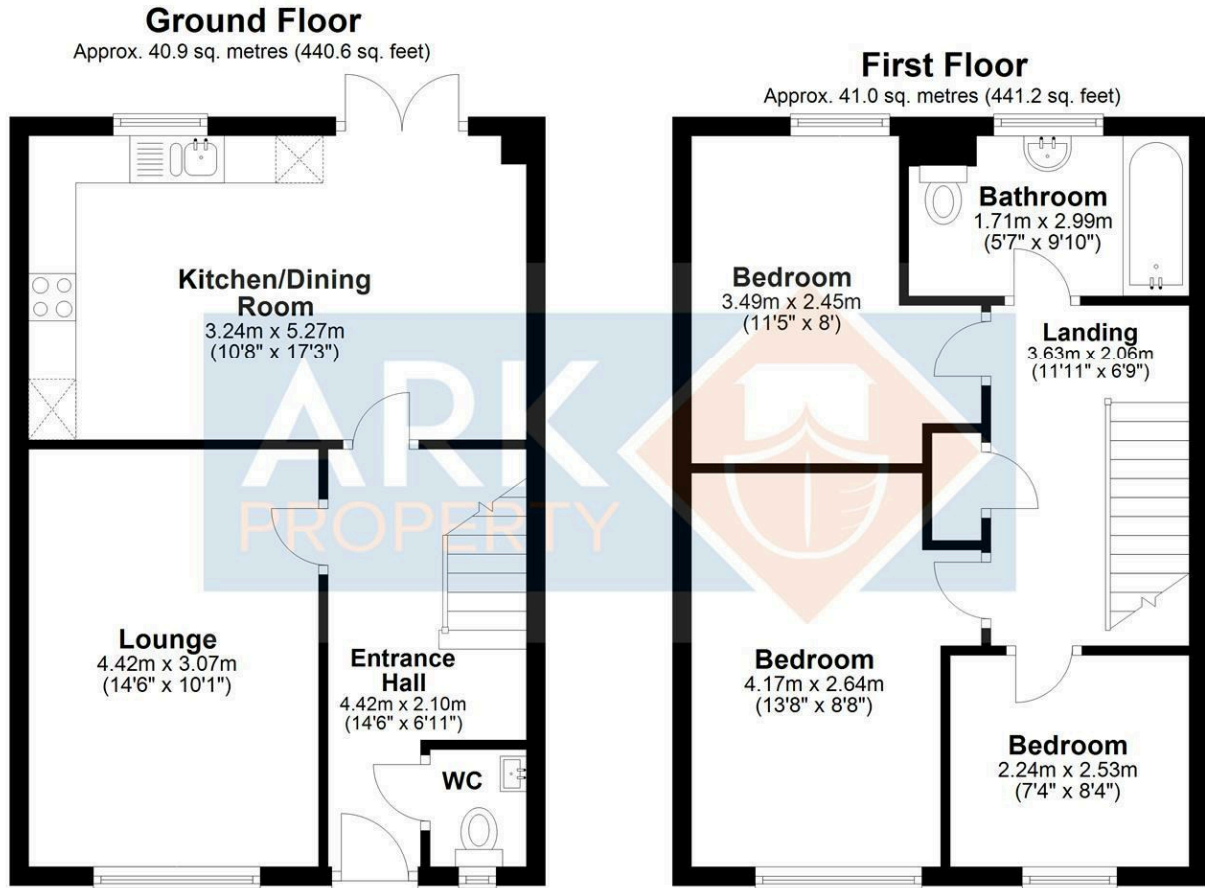 Ground Floor
Approx. 40.9 sq. metres (440.6 sq. feet)
Kitchen/Dining
Room
3.24m x 5.27m
(10'8" x 17'3")
Lounge
4.42m x 3.07m
(14'6" x 10'1")
Entrance
Hall
4.42m x 2.10m
(14'6" x 6'11")
WC
First Floor
Approx. 41.0 sq. metres (441.2 sq. feet)
Bathroom
1.71m x 2.99m
(5'7" x 9'10")
Bedroom
3.49m x 2.45m
(11'5" x 8')
Landing
3.63m x 2.06m
(11'11" x 6'9")
Bedroom
4.17m x 2.64m
(13'8" x 8'8")
Bedroom
2.24m x 2.53m
(7'4" x 8'4")
ARK
PROPERTY